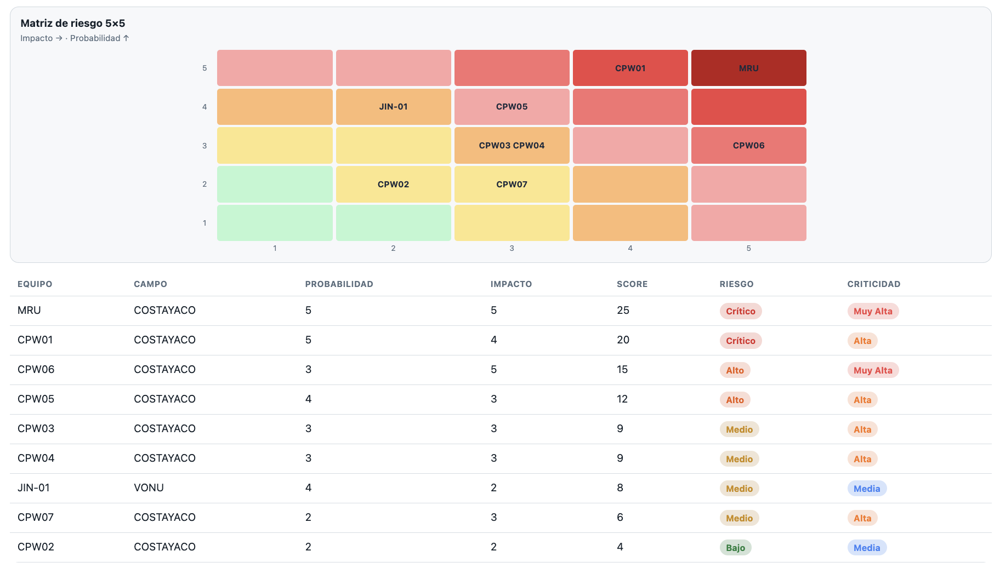 Matriz de riesgo 5×5
Impacto → · Probabilidad ↑
5 CPW01 MRU
4 JIN-01 CPW05
3 CPW03 CPW04 CPW06
2 CPW02 CPW07
1
1 2 3 4 5
EQUIPO CAMPO PROBABILIDAD IMPACTO SCORE RIESGO CRITICIDAD
MRU COSTAYACO 5 5 25 Crítico Muy Alta
CPW01 COSTAYACO 5 4 20 Crítico Alta
CPW06 COSTAYACO 3 5 15 Alto Muy Alta
CPW05 COSTAYACO 4 3 12 Alto Alta
CPW03 COSTAYACO 3 3 9 Medio Alta
CPW04 COSTAYACO 3 3 9 Medio Alta
JIN-01 VONU 4 2 8 Medio Media
CPW07 COSTAYACO 2 3 6 Medio Alta
CPW02 COSTAYACO 2 2 4 Bajo Media